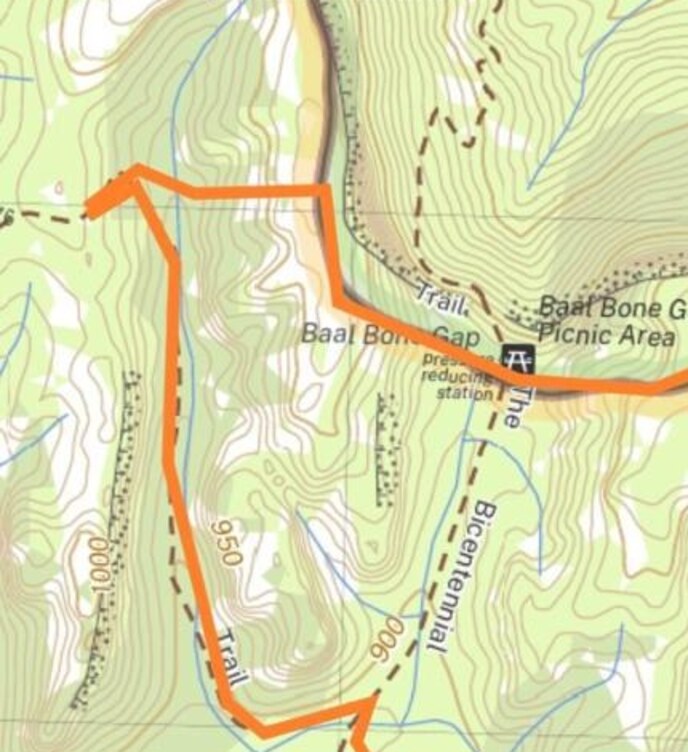 Trail
Baal Bone G
Picnic Area
Baal Bone Gap
pressure
reducing
station
The
Bicentennial
950
1000
900
Trail